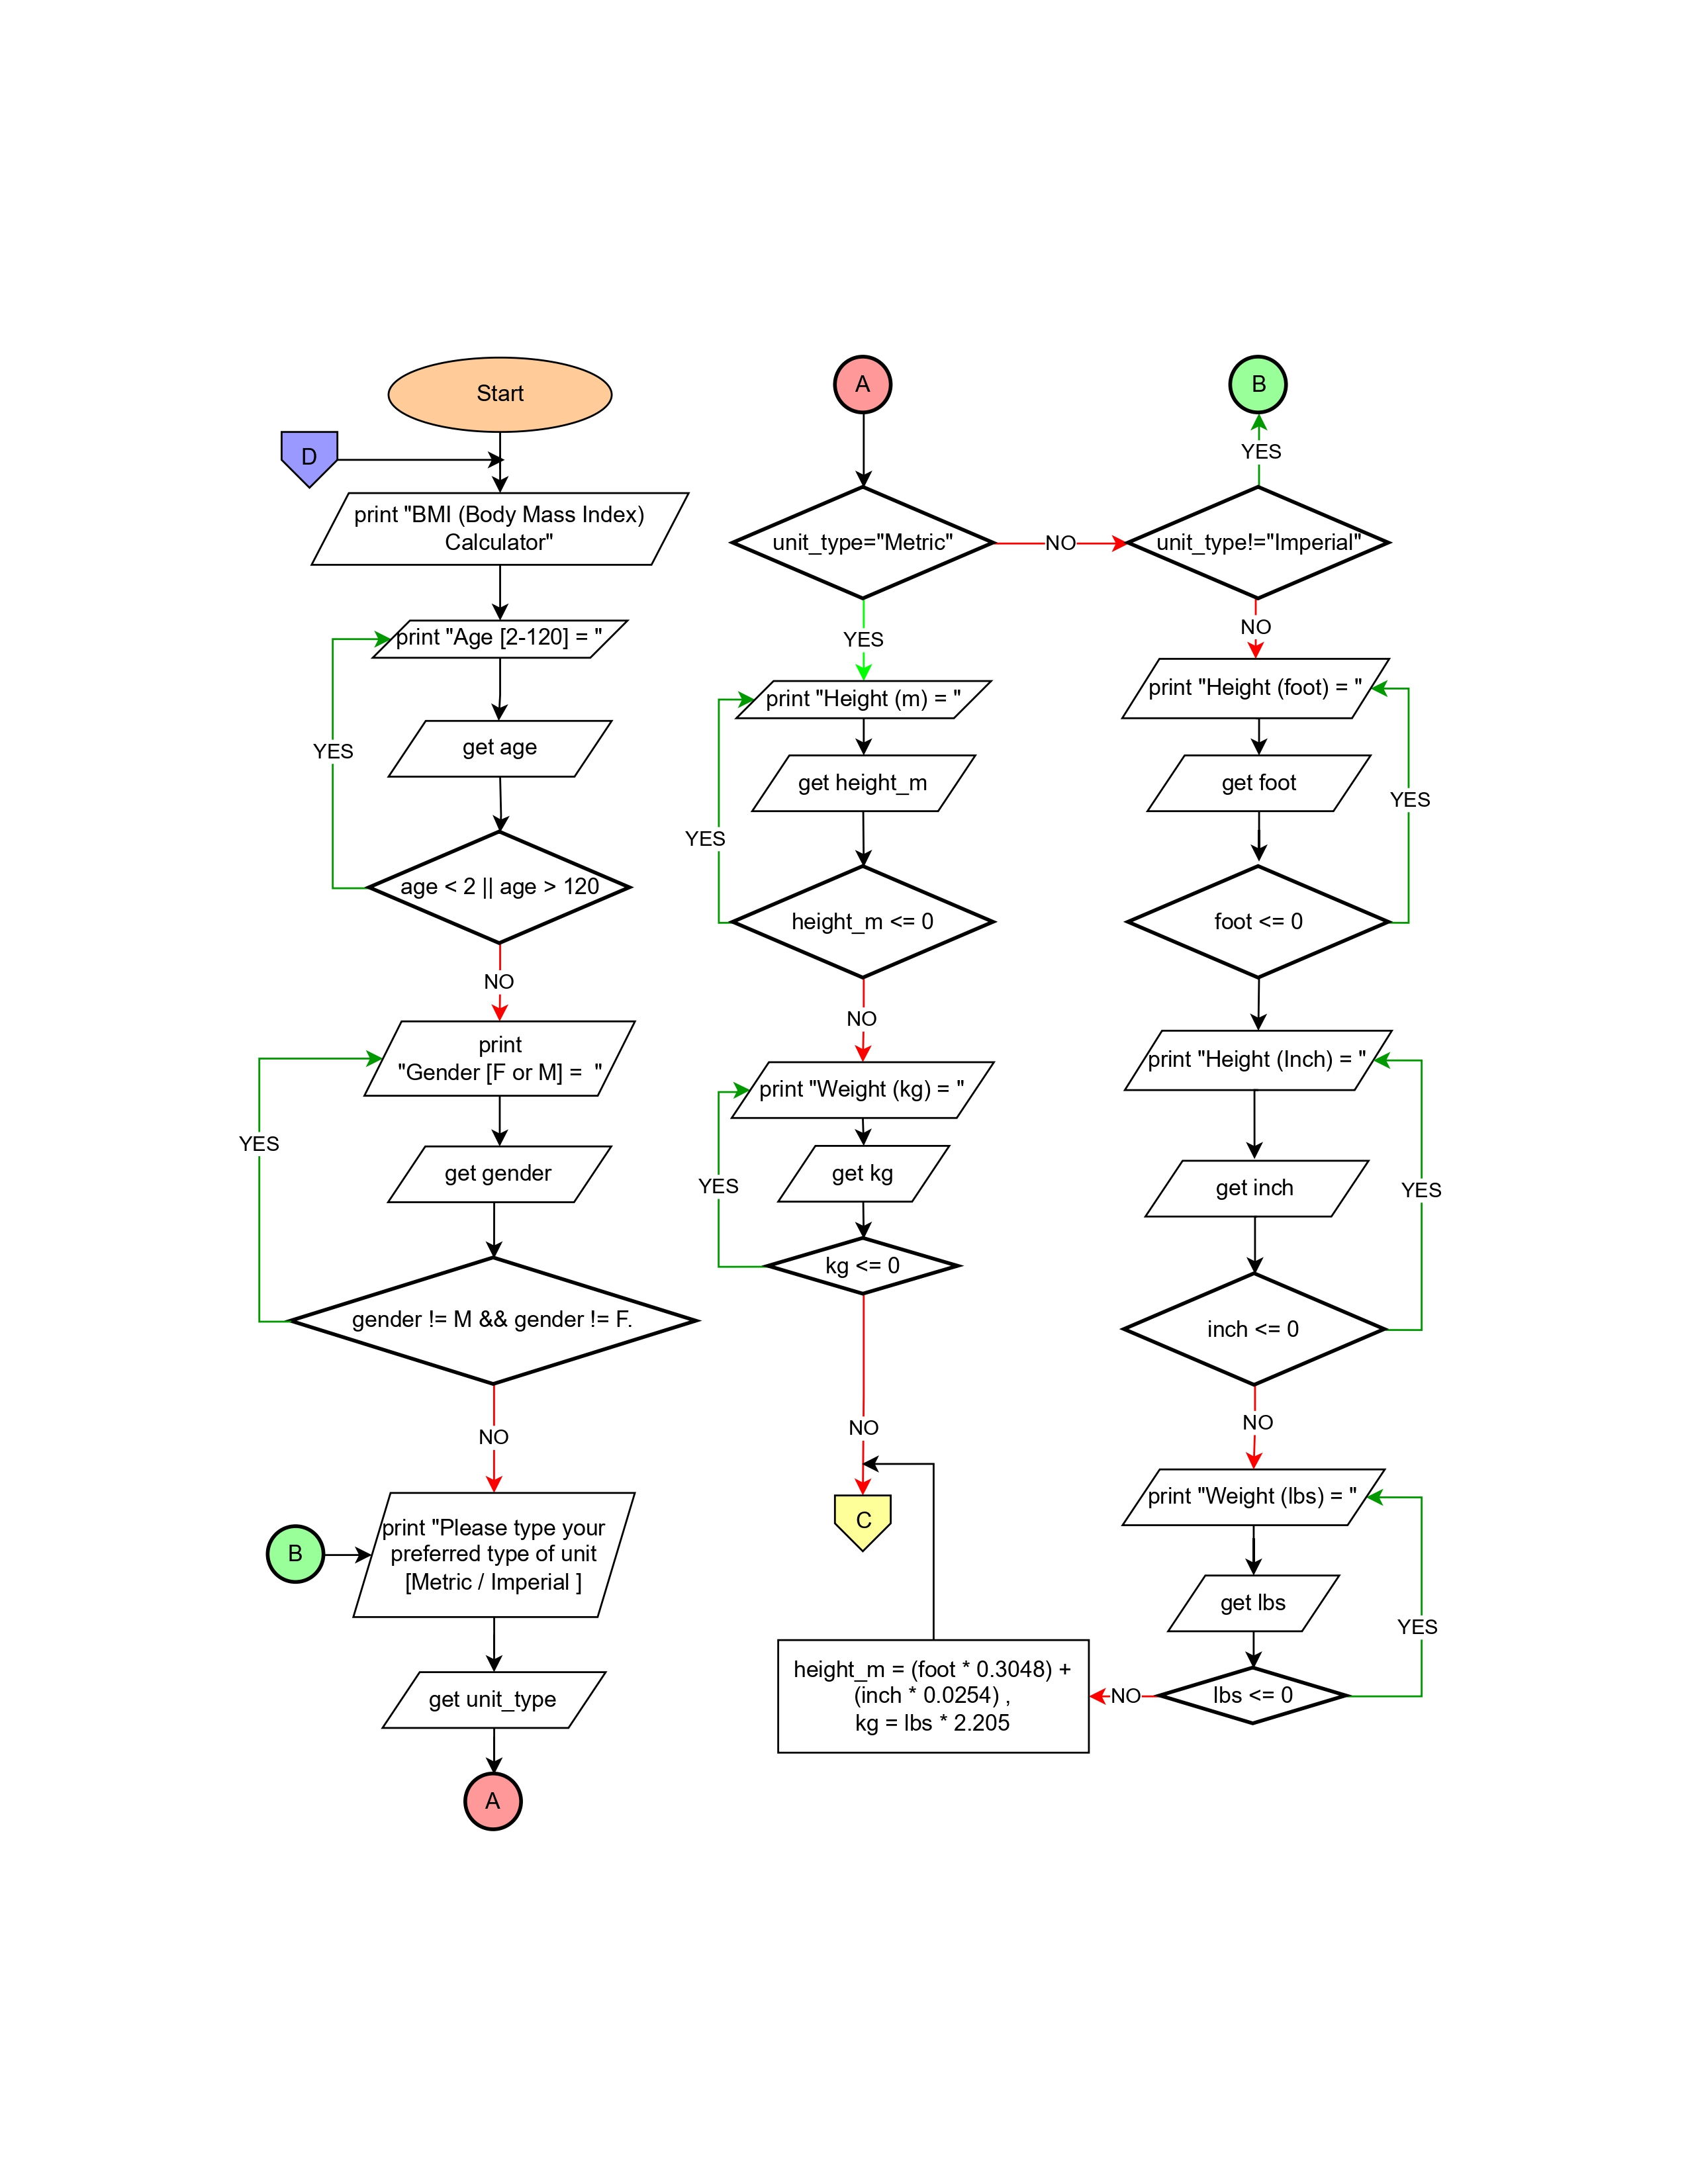 Start
D
print "BMI (Body Mass Index)
Calculator"
print "Age [2-120] = "
get age
age < 2 || age > 120
YES
NO
print
"Gender [F or M] =  "
get gender
gender != M && gender != F.
YES
NO
B
print "Please type your
preferred type of unit
[Metric / Imperial ]
get unit_type
A
A
unit_type="Metric"
NO
YES
print "Height (m) = "
get height_m
height_m <= 0
YES
NO
print "Weight (kg) = "
get kg
kg <= 0
YES
NO
C
height_m = (foot * 0.3048) +
(inch * 0.0254) ,
kg = lbs * 2.205
B
YES
unit_type!="Imperial"
NO
print "Height (foot) = "
get foot
foot <= 0
YES
print "Height (Inch) = "
get inch
inch <= 0
YES
NO
print "Weight (lbs) = "
get lbs
lbs <= 0
YES
NO